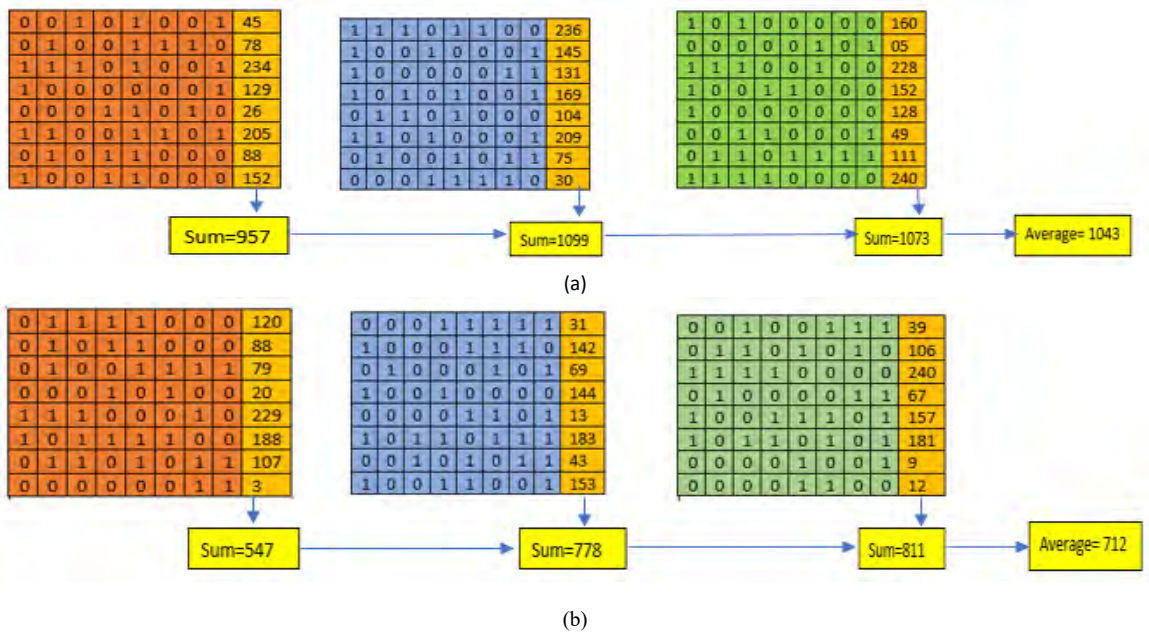 0 0 1 0 1 0 0 1 45
0 1 0 0 1 1 1 0 78
1 1 1 0 1 0 0 1 234
1 0 0 0 0 0 0 1 129
0 0 0 1 1 0 1 0 26
1 1 0 0 1 1 0 1 205
0 1 0 1 1 0 0 0 88
1 0 0 1 1 0 0 0 152
1 1 1 0 1 1 0 0 236
1 0 0 1 0 0 0 1 145
1 0 0 0 0 0 1 1 131
1 0 1 0 1 0 0 1 169
0 1 1 0 1 0 0 0 104
1 1 0 1 0 0 0 1 209
0 1 0 0 1 0 1 1 75
0 0 0 1 1 1 1 0 30
1 0 1 0 0 0 0 0 160
0 0 0 0 0 1 0 1 05
1 1 1 0 0 1 0 0 228
1 0 0 1 1 0 0 0 152
1 0 0 0 0 0 0 0 128
0 0 1 1 0 0 0 1 49
0 1 1 0 1 1 1 1 111
1 1 1 1 0 0 0 0 240
Sum=957
Sum=1099
Sum=1073
Average= 1043
(a)
0 1 1 1 1 0 0 0 120
0 1 0 1 1 0 0 0 88
0 1 0 0 1 1 1 1 79
0 0 0 1 0 1 0 0 20
1 1 1 0 0 0 1 0 229
1 0 1 1 1 1 0 0 188
0 1 1 0 1 0 1 1 107
0 0 0 0 0 0 1 1 3
0 0 0 1 1 1 1 1 31
1 0 0 0 1 1 1 0 142
0 1 0 0 0 1 0 1 69
1 0 0 1 0 0 0 0 144
0 0 0 0 1 1 0 1 13
1 0 1 1 0 1 1 1 183
0 0 1 0 1 0 1 1 43
1 0 0 1 1 0 0 1 153
0 0 1 0 0 1 1 1 39
0 1 1 0 1 0 1 0 106
1 1 1 1 0 0 0 0 240
0 1 0 0 0 0 1 1 67
1 0 0 1 1 1 0 1 157
1 0 1 1 0 1 0 1 181
0 0 0 0 1 0 0 1 9
0 0 0 0 1 1 0 0 12
Sum=547
Sum=778
Sum=811
Average= 712
(b)